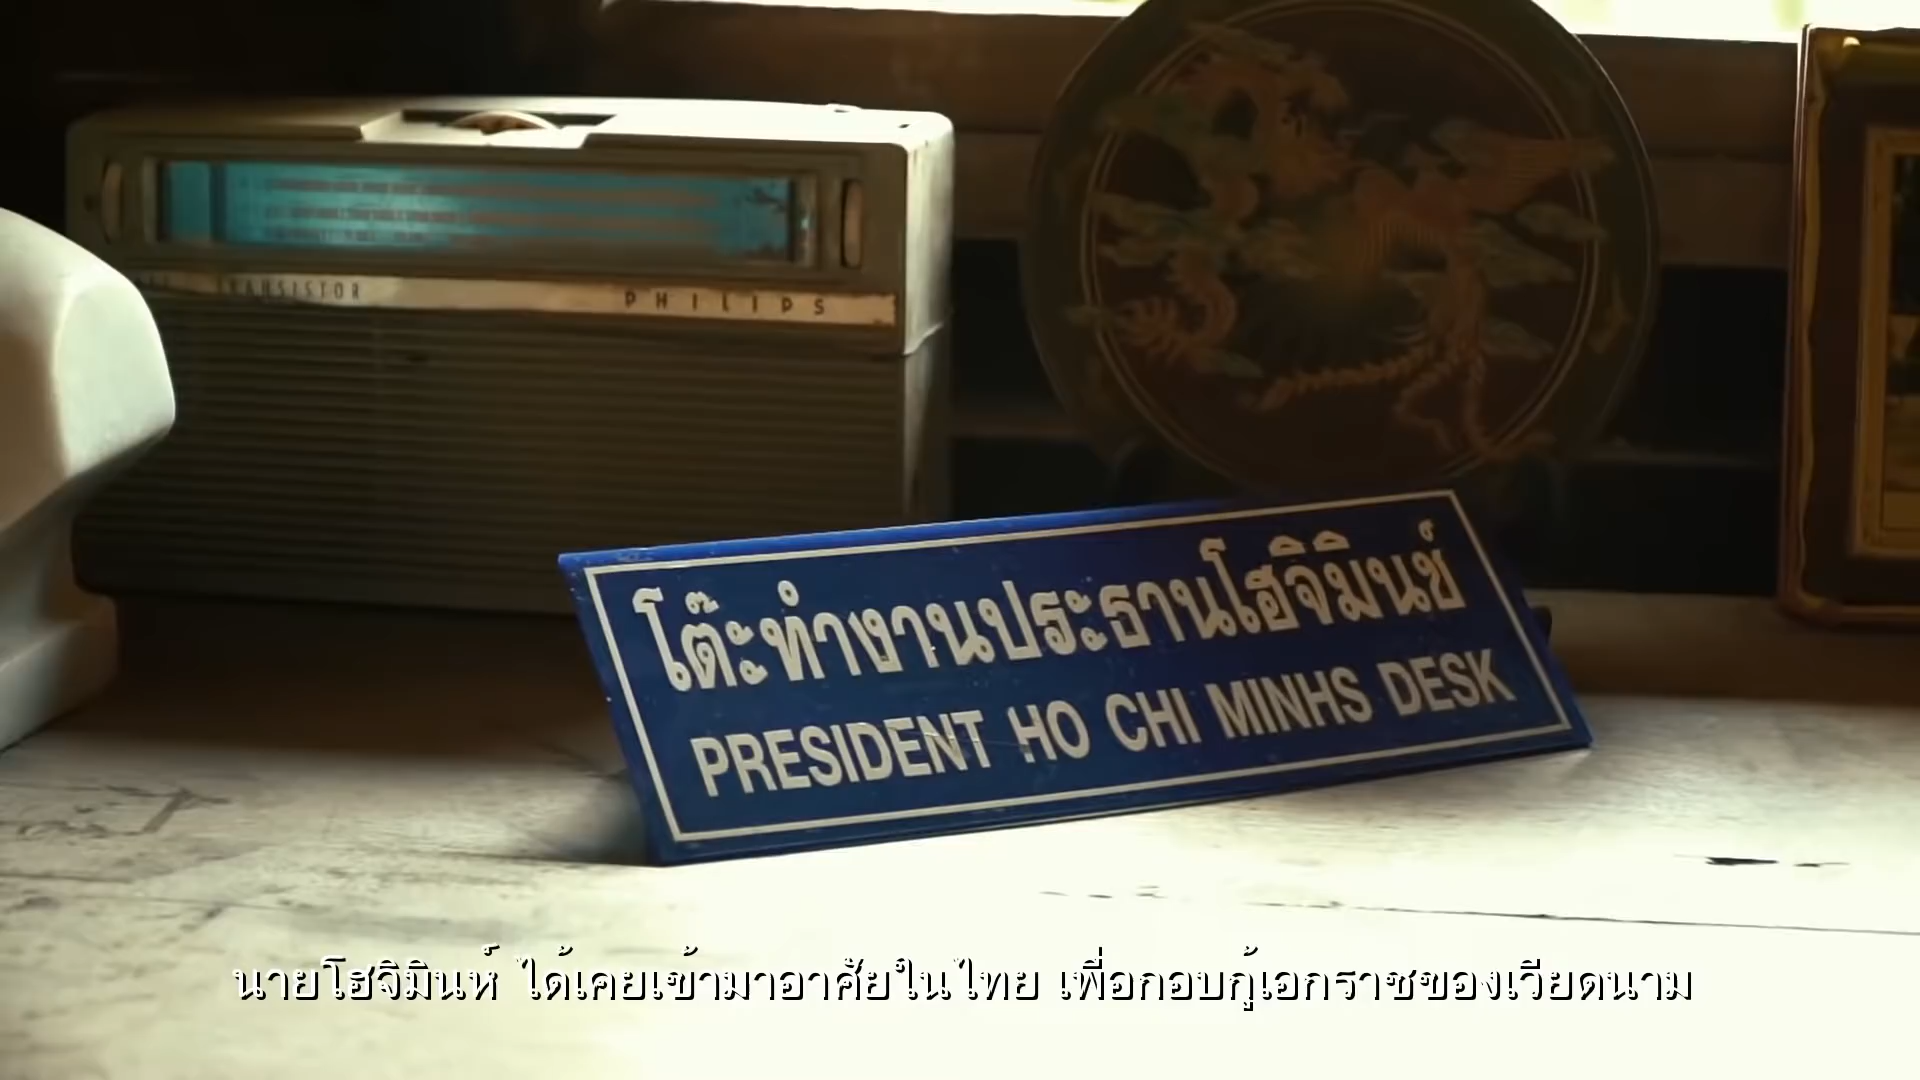 TRANSISTOR
PHILIPS
โต๊ะทำงานประธานโฮจิมินช์
PRESIDENT HO CHI MINHS DESK
นายโฮจิมินห์ ได้เคยเข้ามาอาศัยในไทย เพื่อกอบกู้เอกราชของเวียดนาม